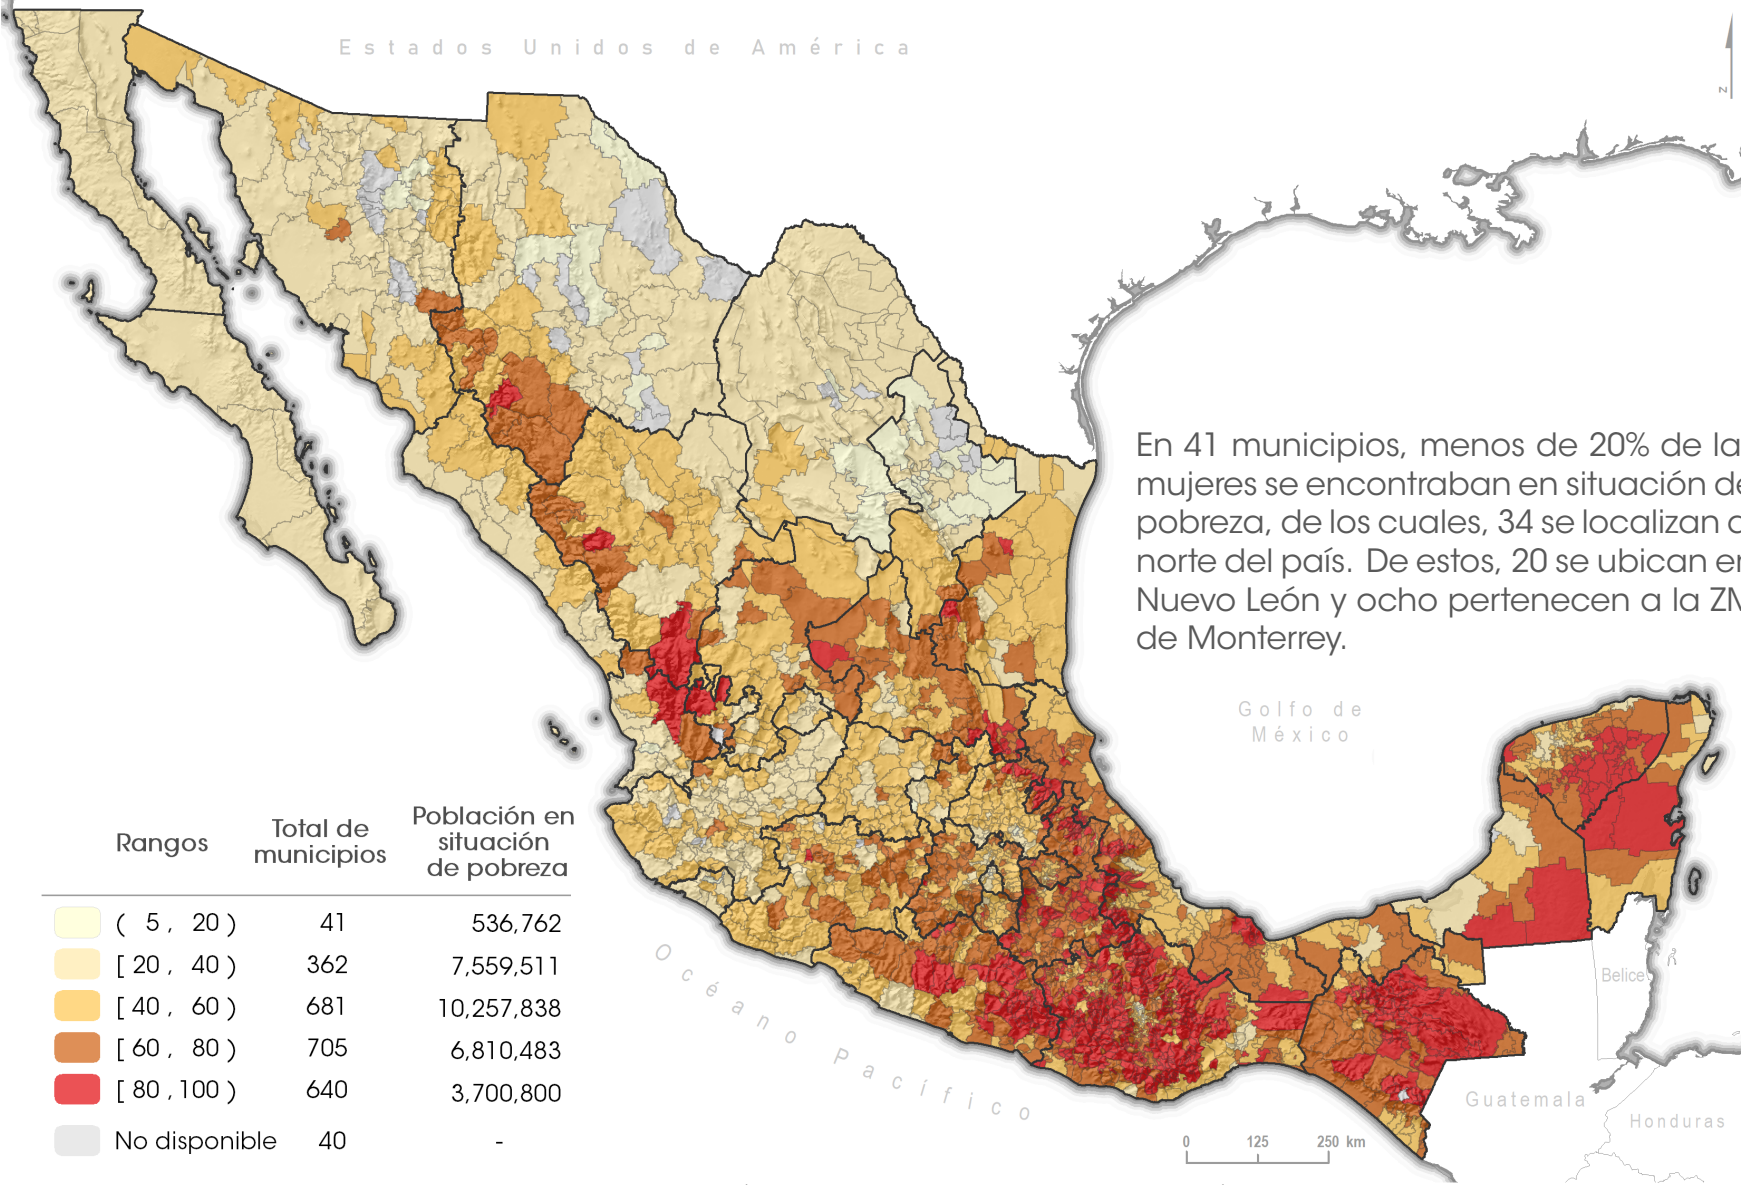 Estados Unidos de América
N
En 41 municipios, menos de 20% de la
mujeres se encontraban en situación de
pobreza, de los cuales, 34 se localizan
norte del país. De estos, 20 se ubican en
Nuevo León y ocho pertenecen a la ZM
de Monterrey.
Golfo de
México
Rangos
Total de
municipios
Población en
situación
de pobreza
( 5 , 20 ) 41 536,762
[ 20 , 40 ) 362 7,559,511
[ 40 , 60 ) 681 10,257,838
[ 60 , 80 ) 705 6,810,483
[ 80 , 100 ) 640 3,700,800
No disponible 40 -
Océano Pacífico
Belice
Guatemala
Honduras
0 125 250 km